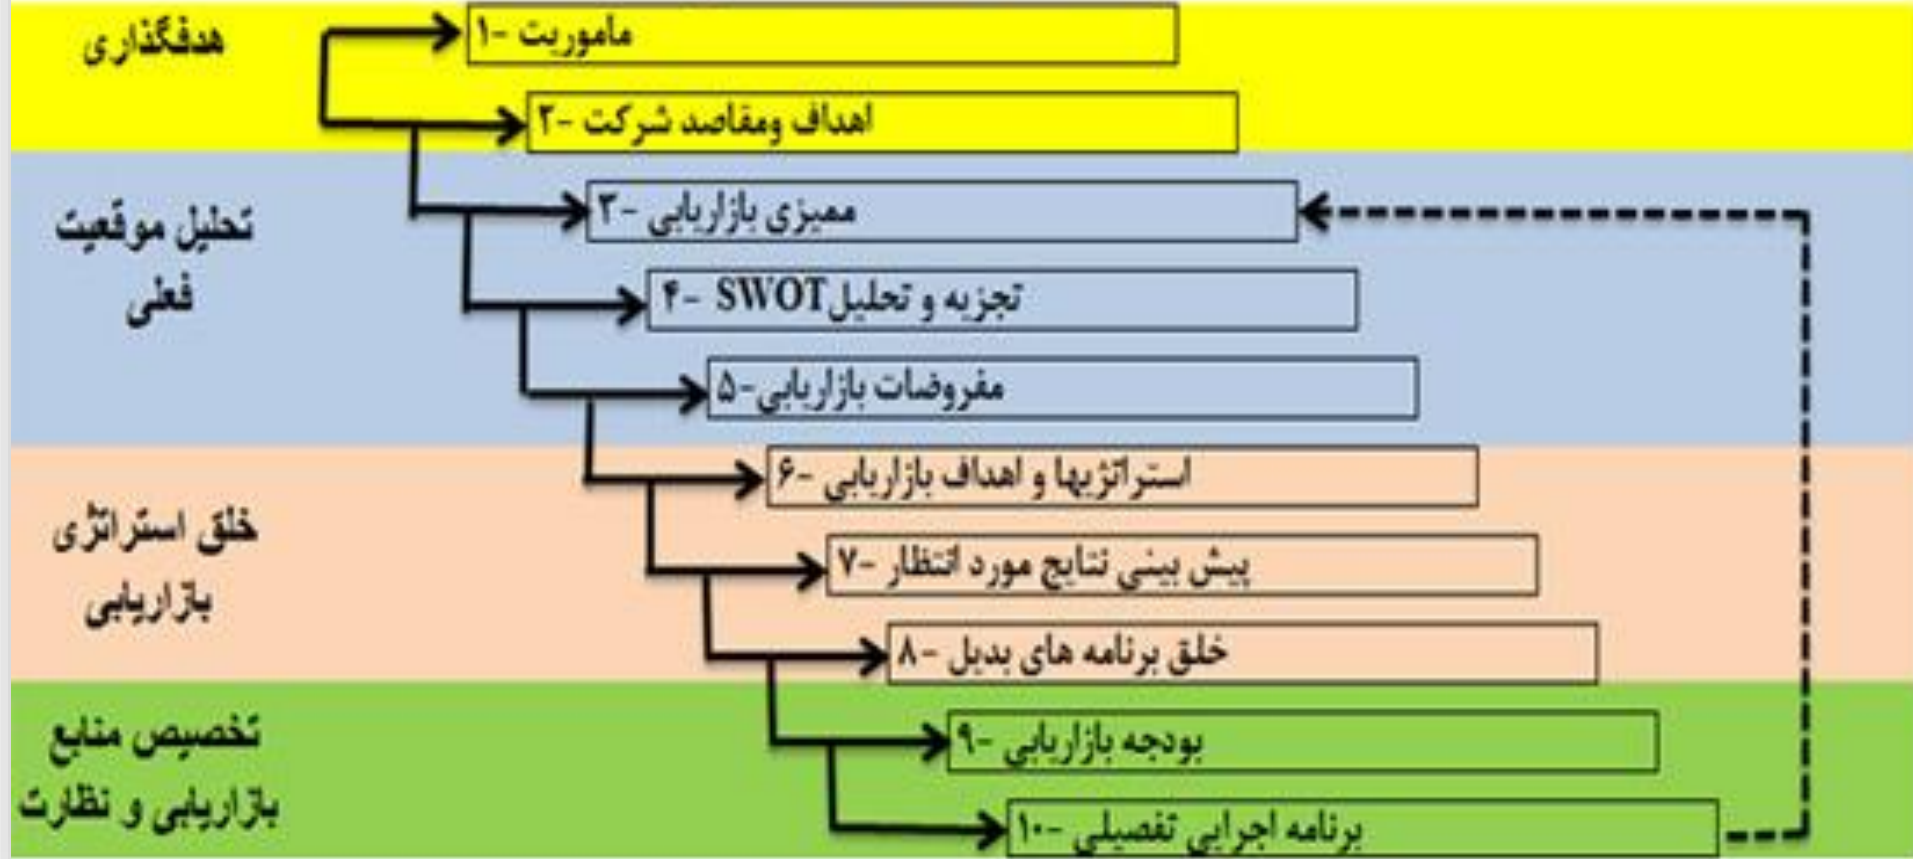 هدفگذاری
۱- ماموریت
۲- اهداف ومقاصد شرکت
تحلیل موقعیت
فعلی
۳- ممیزی بازاریابی
۴- تجزیه و تحلیل SWOT
۵- مفروضات بازاریابی
خلق استراتژی
بازاریابی
۶- استراتژیها و اهداف بازاریابی
۷- پیش بینی نتایج مورد انتظار
۸- خلق برنامه های بدیل
تخصیص منابع
بازاریابی و نظارت
۹- بودجه بازاریابی
۱۰- برنامه اجرایی تفصیلی